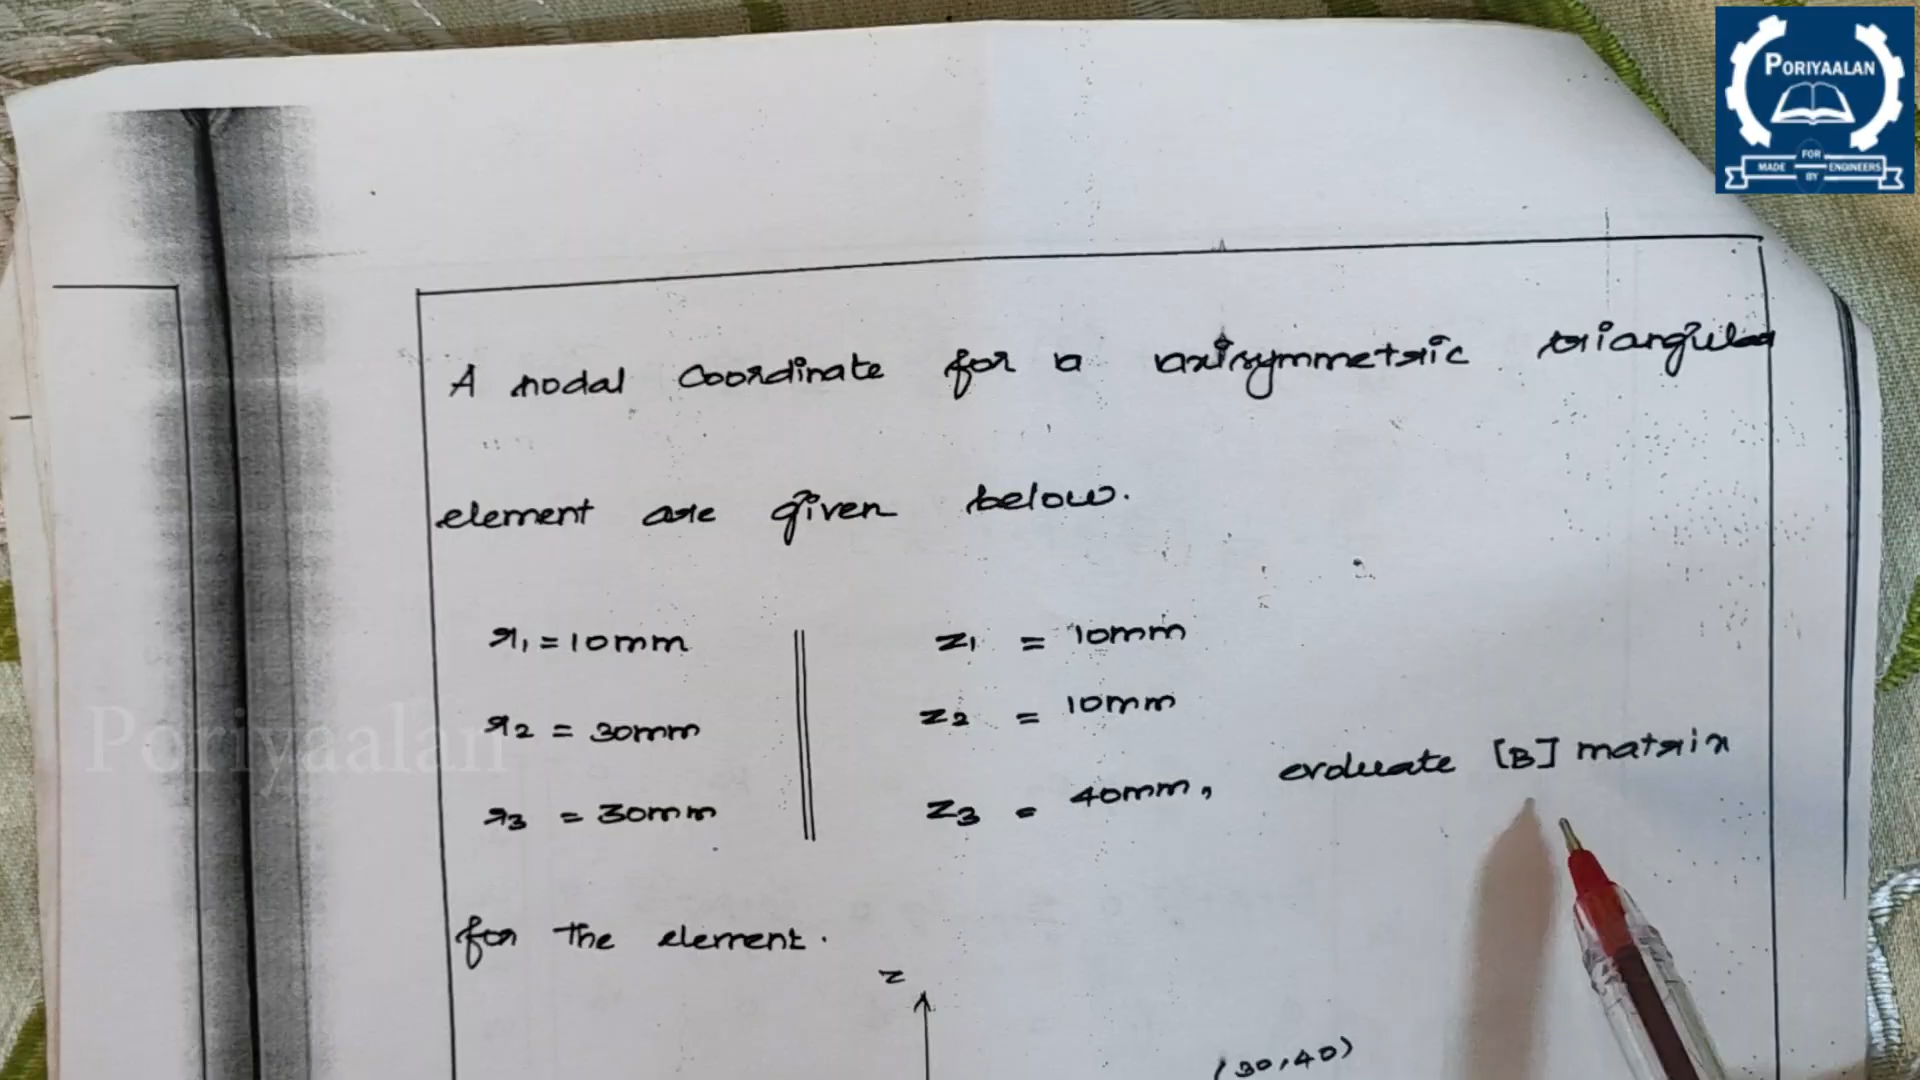 PORIYAALAN
MADE FOR BY ENGINEERS
A nodal coordinate for a axisymmetric triangular
element are given below.
r1 = 10mm z1 = 10mm
r2 = 30mm z2 = 10mm
r3 = 30mm z3 = 40mm, evaluate [B] matrix
for the element.
z
(30,40)
Poriyaalan